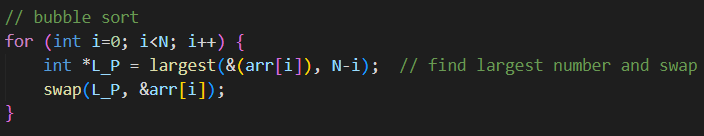 // bubble sort
for (int i=0; i<N; i++) {
    int *L_P = largest(&(arr[i]), N-i);  // find largest number and swap
    swap(L_P, &arr[i]);
}